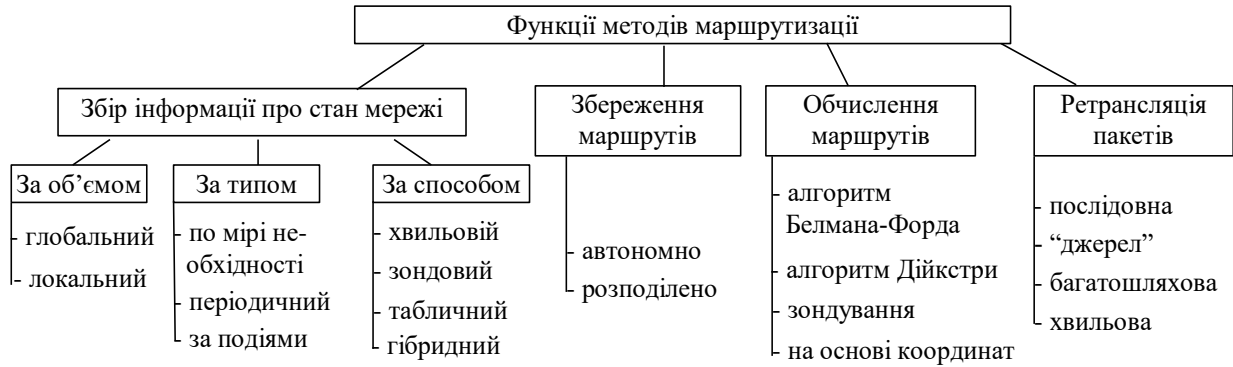 Функції методів маршрутизації
Збір інформації про стан мережі
За об’ємом
- глобальний
- локальний
За типом
- по мірі не-
обхідності
- періодичний
- за подіями
За способом
- хвильовій
- зондовий
- табличний
- гібридний
Збереження
маршрутів
- автономно
- розподілено
Обчислення
маршрутів
- алгоритм
Белмана-Форда
- алгоритм Дійкстри
- зондування
- на основі координат
Ретрансляція
пакетів
- послідовна
- “джерел”
- багатошляхова
- хвильова